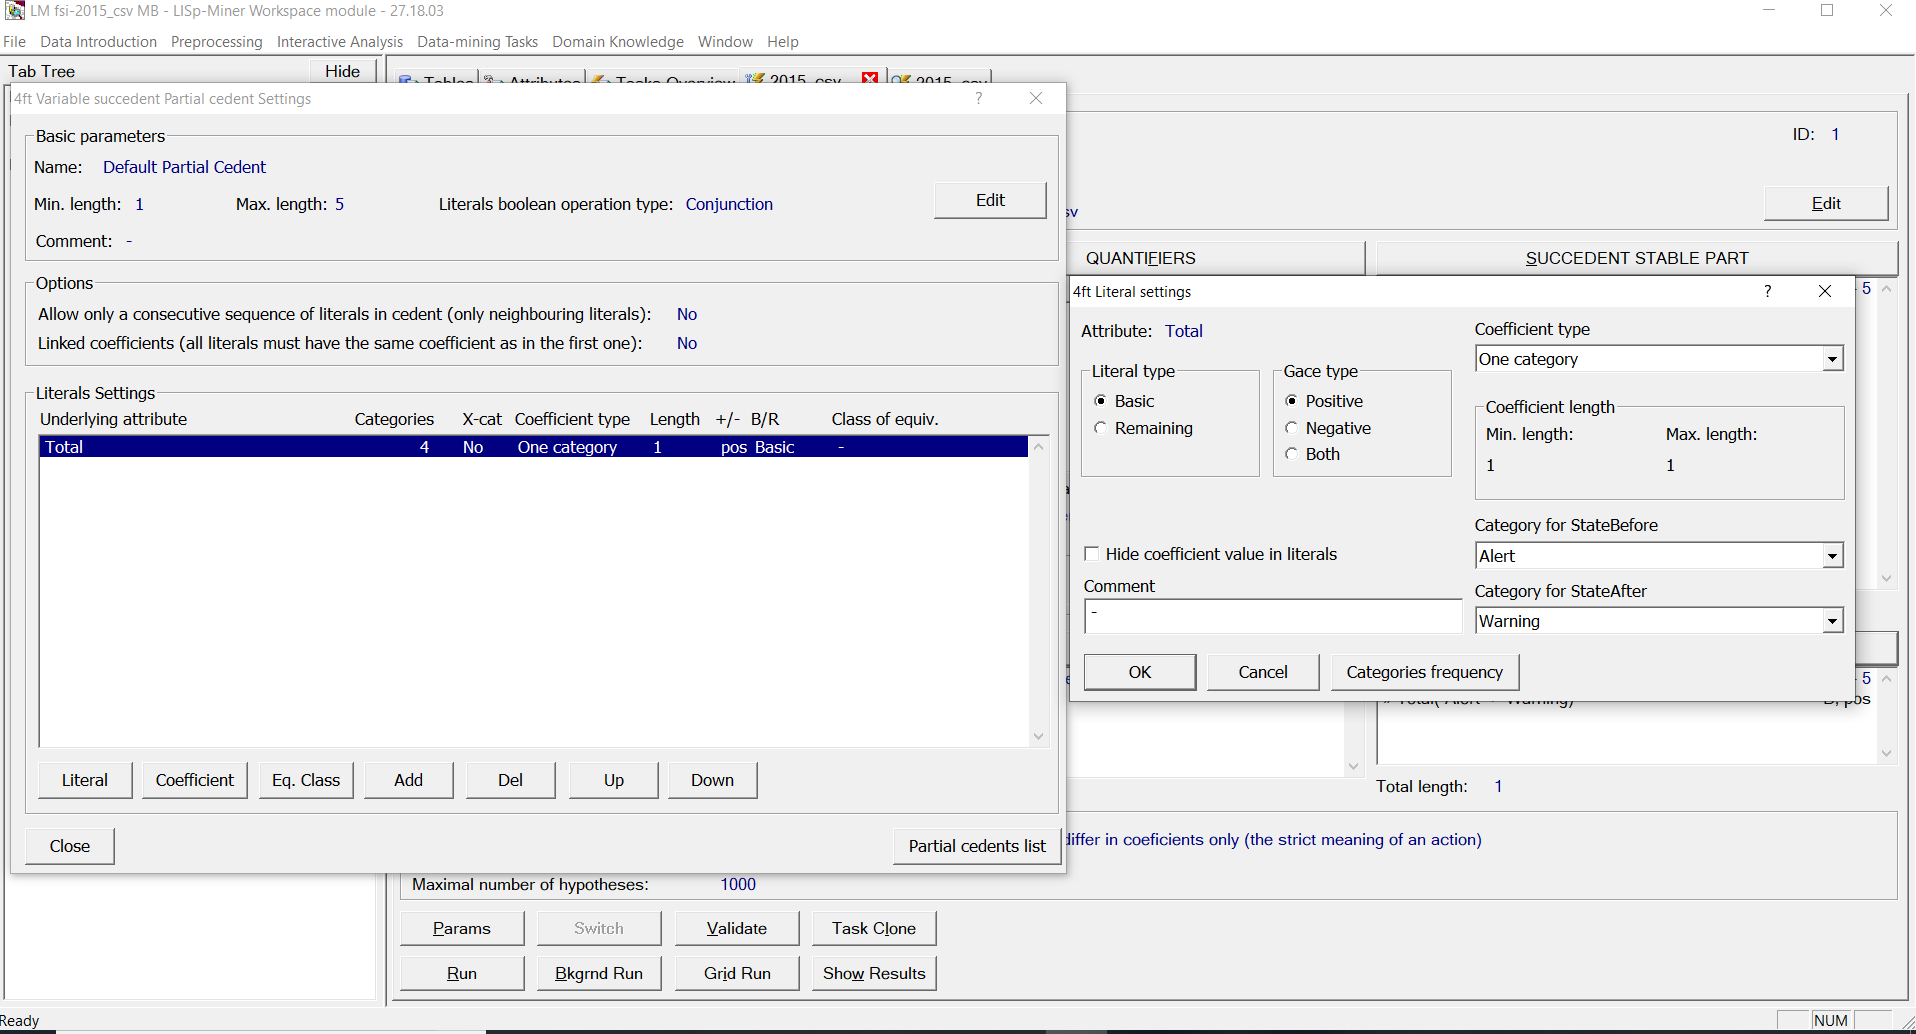 LM fsi-2015_csv MB - LISp-Miner Workspace module - 27.18.03
File Data Introduction Preprocessing Interactive Analysis Data-mining Tasks Domain Knowledge Window Help
Tab Tree Hide
Tables Attributes Tasks Overview 2015_csv 2015_csv
4ft Variable succedent Partial cedent Settings ?
Basic parameters
Name: Default Partial Cedent
Min. length: 1 Max. length: 5 Literals boolean operation type: Conjunction
Edit
Comment: -
Options
Allow only a consecutive sequence of literals in cedent (only neighbouring literals): No
Linked coefficients (all literals must have the same coefficient as in the first one): No
Literals Settings
Underlying attribute Categories X-cat Coefficient type Length +/- B/R Class of equiv.
Total 4 No One category 1 pos Basic -
Literal Coefficient Eq. Class Add Del Up Down
Close Partial cedents list
ID: 1
sv
Edit
QUANTIFIERS SUCCEDENT STABLE PART
5
4ft Literal settings ?
Attribute: Total
Coefficient type
One category
Literal type
Basic
Remaining
Gace type
Positive
Negative
Both
Coefficient length
Min. length: Max. length:
1 1
Category for StateBefore
Alert
Hide coefficient value in literals
Category for StateAfter
Warning
Comment
-
OK Cancel Categories frequency
5
pos
Total length: 1
differ in coeficients only (the strict meaning of an action)
Maximal number of hypotheses: 1000
Params Switch Validate Task Clone
Run Bkgrnd Run Grid Run Show Results
Ready NUM